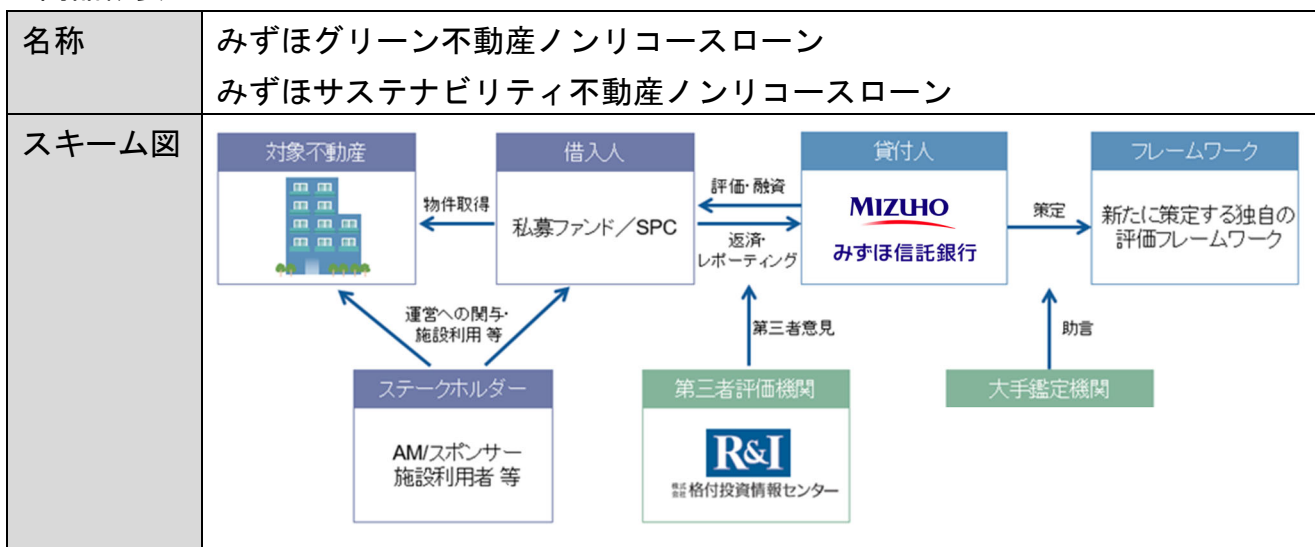 名称
みずほグリーン不動産ノンリコースローン
みずほサステナビリティ不動産ノンリコースローン
スキーム図
対象不動産
借入人
貸付人
フレームワーク
物件取得
私募ファンド/SPC
評価・融資
返済・
レポーティング
MIZUHO
みずほ信託銀行
策定
新たに策定する独自の
評価フレームワーク
運営への関与・
施設利用 等
第三者意見
助言
ステークホルダー
第三者評価機関
大手鑑定機関
AM/スポンサー
施設利用者 等
R&I
株式会社 格付投資情報センター